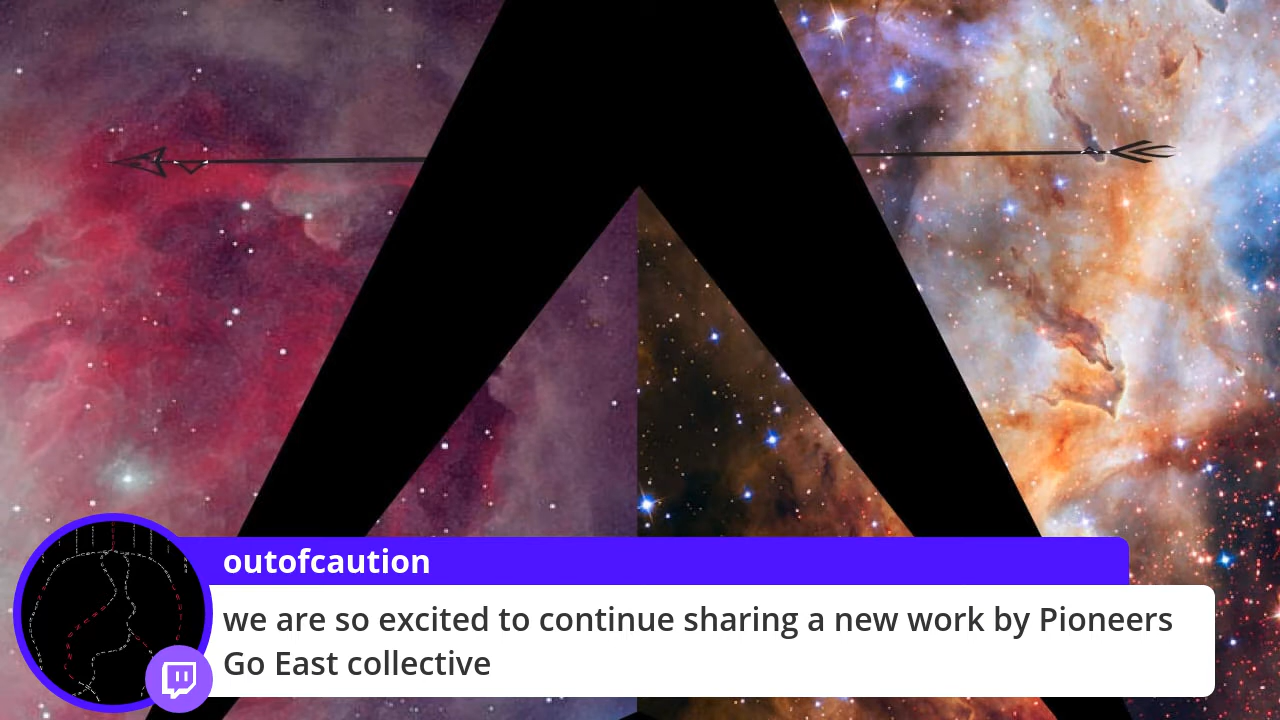 outofcaution
we are so excited to continue sharing a new work by Pioneers
Go East collective